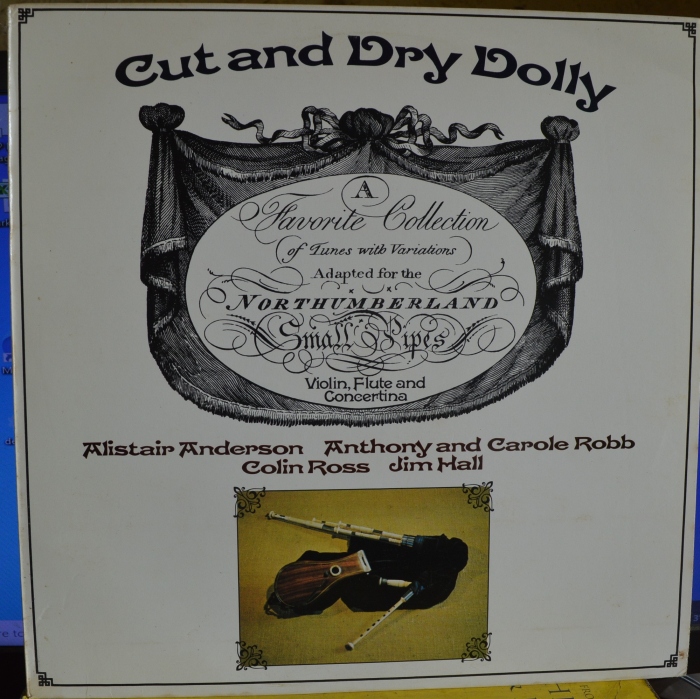 Cut and Dry Dolly
A
Favorite Collection
of Tunes with Variations
Adapted for the
NORTHUMBERLAND
Small Pipes
Violin, Flute and
Concertina
Alistair Anderson Anthony and Carole Robb
Colin Ross Jim Hall